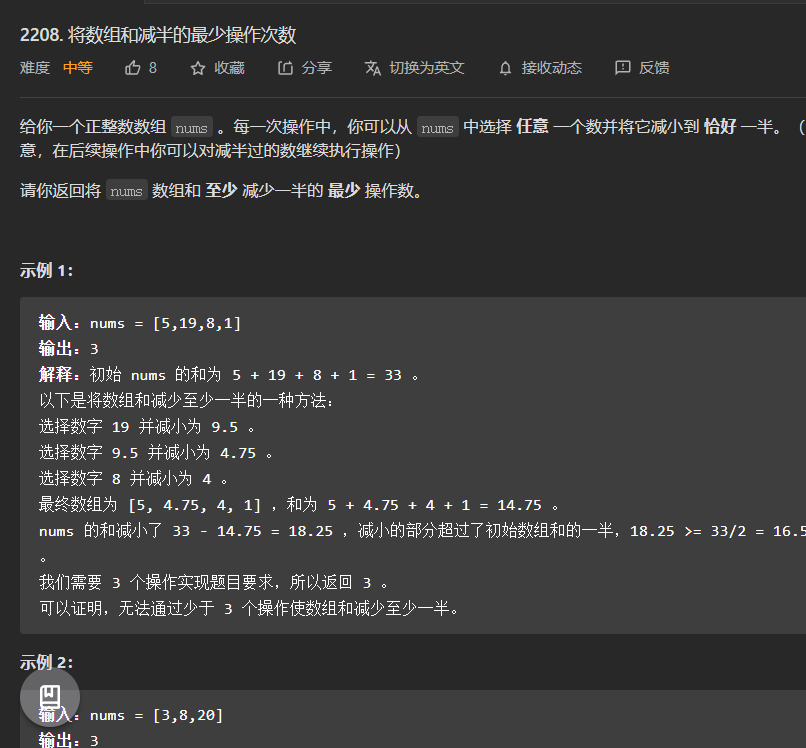 2208. 将数组和减半的最少操作次数
难度 中等 8 收藏 分享 切换为英文 接收动态 反馈
给你一个正整数数组 nums 。每一次操作中，你可以从 nums 中选择 任意 一个数并将它减小到 恰好 一半。（
意，在后续操作中你可以对减半过的数继续执行操作）
请你返回将 nums 数组和 至少 减少一半的 最少 操作数。
示例 1：
输入：nums = [5,19,8,1]
输出：3
解释：初始 nums 的和为 5 + 19 + 8 + 1 = 33 。
以下是将数组和减少至少一半的一种方法：
选择数字 19 并减小为 9.5 。
选择数字 9.5 并减小为 4.75 。
选择数字 8 并减小为 4 。
最终数组为 [5, 4.75, 4, 1] ，和为 5 + 4.75 + 4 + 1 = 14.75 。
nums 的和减小了 33 - 14.75 = 18.25 ，减小的部分超过了初始数组和的一半，18.25 >= 33/2 = 16.5
。
我们需要 3 个操作实现题目要求，所以返回 3 。
可以证明，无法通过少于 3 个操作使数组和减少至少一半。
示例 2：
输入：nums = [3,8,20]
输出：3